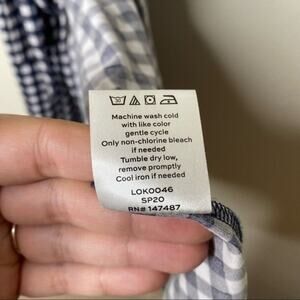 Machine wash cold
with like color
gentle cycle
Only non-chlorine bleach
if needed
Tumble dry low,
remove promptly
Cool iron if needed
LOK0046
SP20
RN# 147487